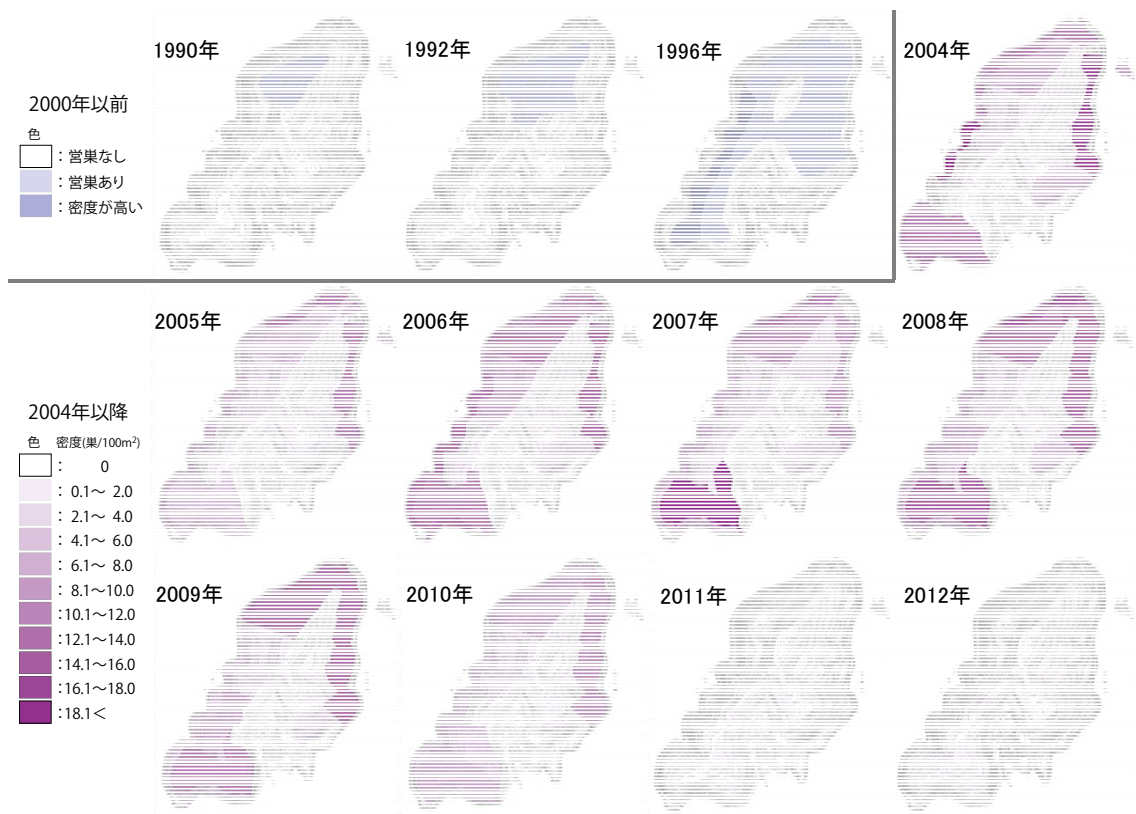 1990年
1992年
1996年
2004年
2000年以前
色
：営巣なし
：営巣あり
：密度が高い
2005年
2006年
2007年
2008年
2004年以降
色 密度(巣/100m²)
： 0
： 0.1～ 2.0
： 2.1～ 4.0
： 4.1～ 6.0
： 6.1～ 8.0
： 8.1～10.0
：10.1～12.0
：12.1～14.0
：14.1～16.0
：16.1～18.0
：18.1＜
2009年
2010年
2011年
2012年